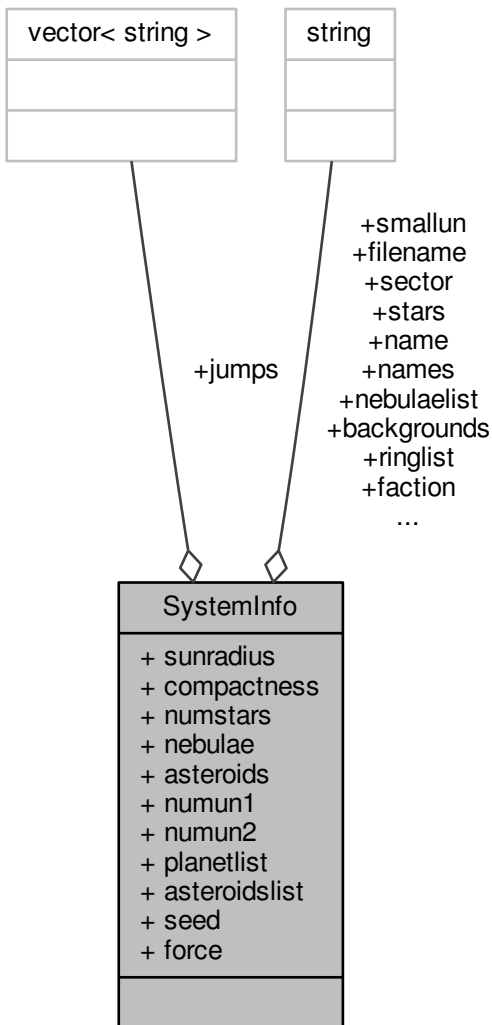 vector< string >
string
+smallun
+filename
+sector
+stars
+name
+names
+nebulaelist
+backgrounds
+ringlist
+faction
...
+jumps
SystemInfo
+ sunradius
+ compactness
+ numstars
+ nebulae
+ asteroids
+ numun1
+ numun2
+ planetlist
+ asteroidslist
+ seed
+ force